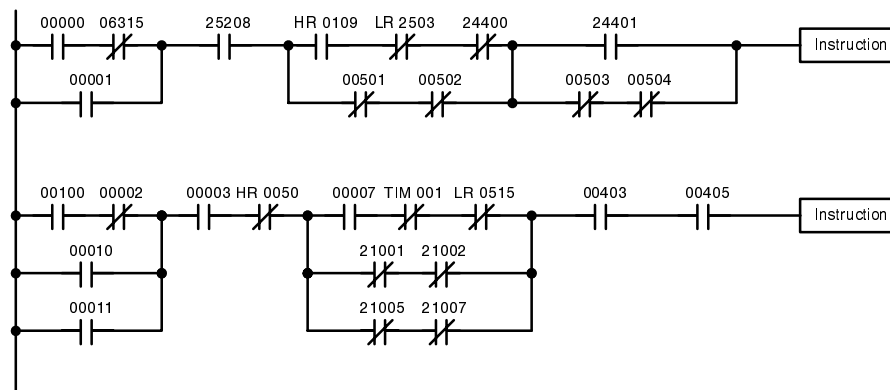 00000 06315 25208 HR 0109 LR 2503 24400 24401
Instruction
00001 00501 00502 00503 00504
00100 00002 00003 HR 0050 00007 TIM 001 LR 0515 00403 00405
Instruction
00010 21001 21002
00011 21005 21007